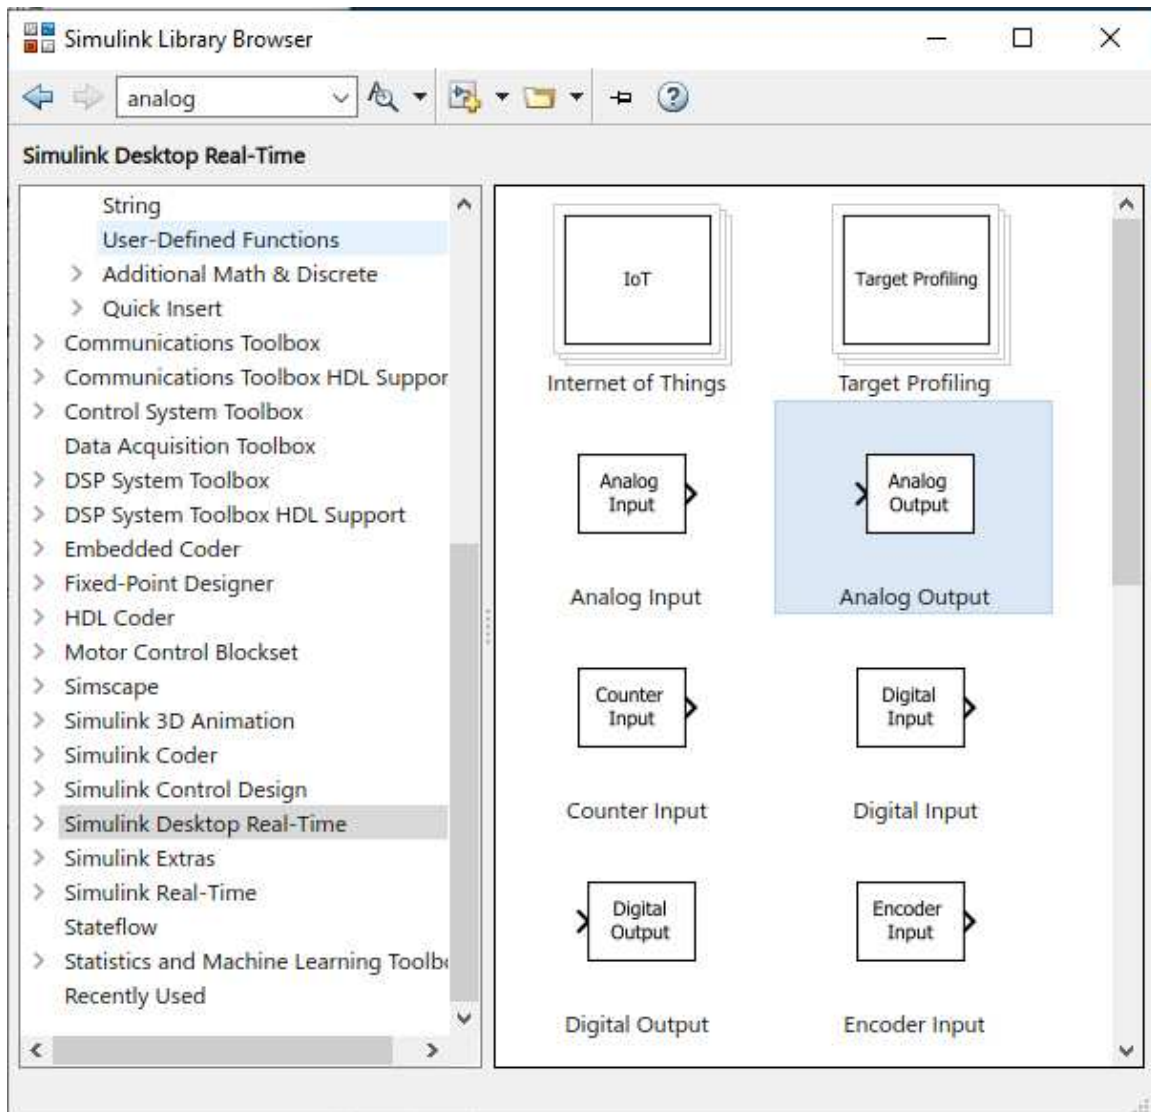 Simulink Library Browser
analog
Simulink Desktop Real-Time
String
User-Defined Functions
Additional Math & Discrete
Quick Insert
Communications Toolbox
Communications Toolbox HDL Suppor
Control System Toolbox
Data Acquisition Toolbox
DSP System Toolbox
DSP System Toolbox HDL Support
Embedded Coder
Fixed-Point Designer
HDL Coder
Motor Control Blockset
Simscape
Simulink 3D Animation
Simulink Coder
Simulink Control Design
Simulink Desktop Real-Time
Simulink Extras
Simulink Real-Time
Stateflow
Statistics and Machine Learning Toolb
Recently Used
IoT
Internet of Things
Target Profiling
Target Profiling
Analog
Input
Analog Input
Analog
Output
Analog Output
Counter
Input
Counter Input
Digital
Input
Digital Input
Digital
Output
Digital Output
Encoder
Input
Encoder Input